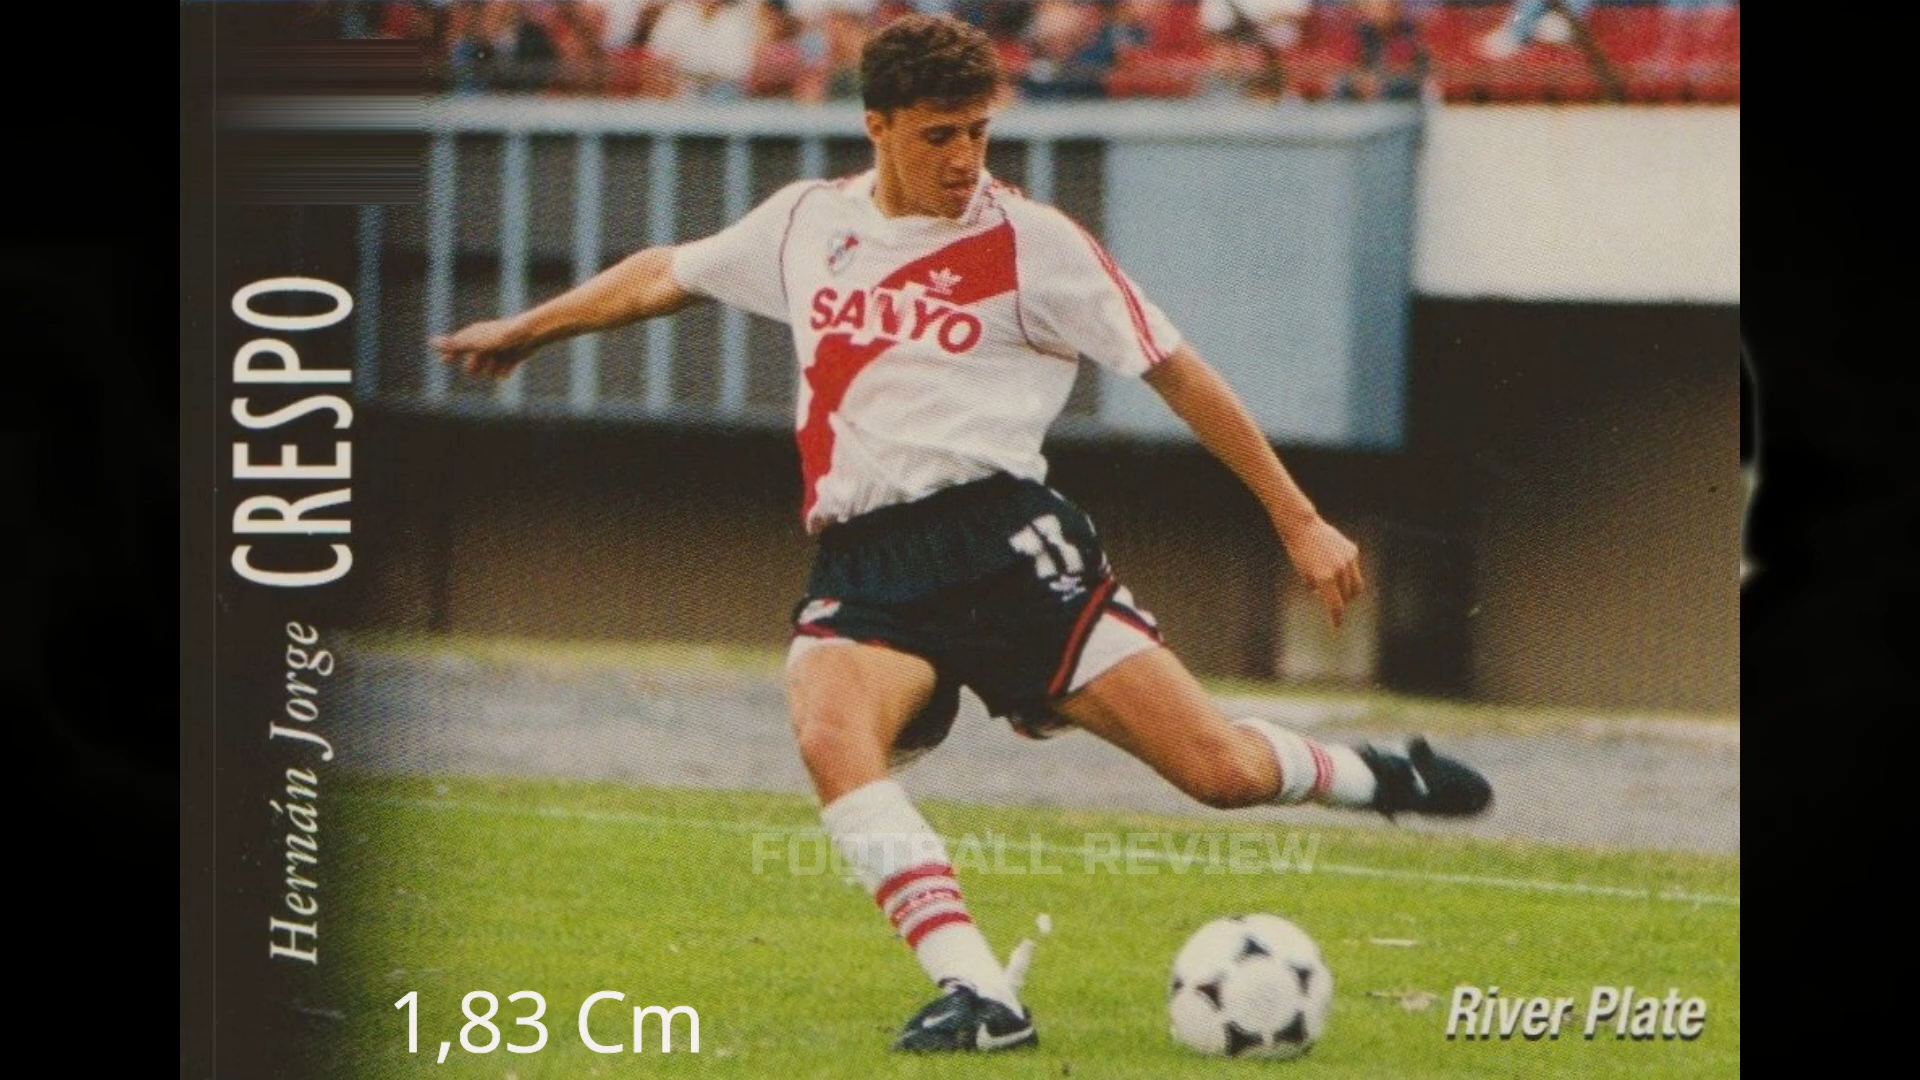 Hernán Jorge CRESPO
SANYO
11
FOOTBALL REVIEW
1,83 Cm
River Plate